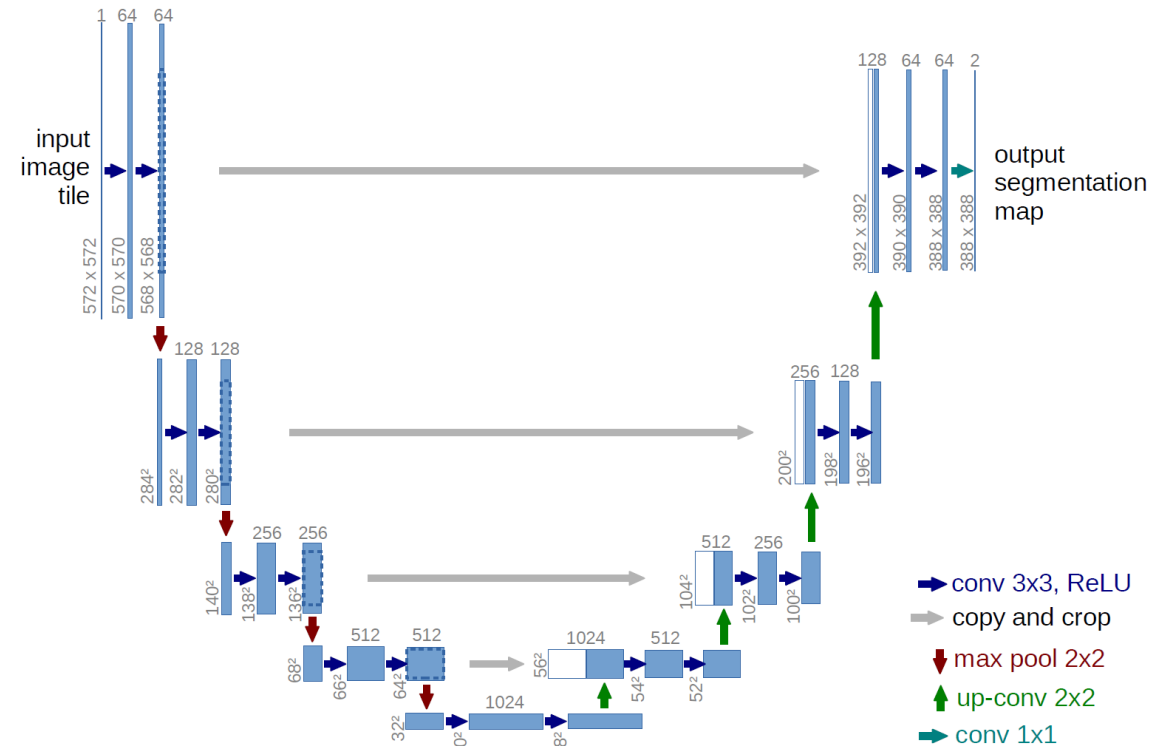 1 64 64
128
64
64
2
input
image
tile
output
segmentation
map
572 x 572
570 x 570
568 x 568
392 x 392
390 x 390
388 x 388
388 x 388
128
128
256
128
284²
282²
280²
200²
198²
196²
256
256
512
256
140²
138²
136²
104²
102²
100²
512
512
1024
512
68²
66²
64²
56²
54²
52²
1024
32²
conv 3x3, ReLU
copy and crop
max pool 2x2
up-conv 2x2
conv 1x1